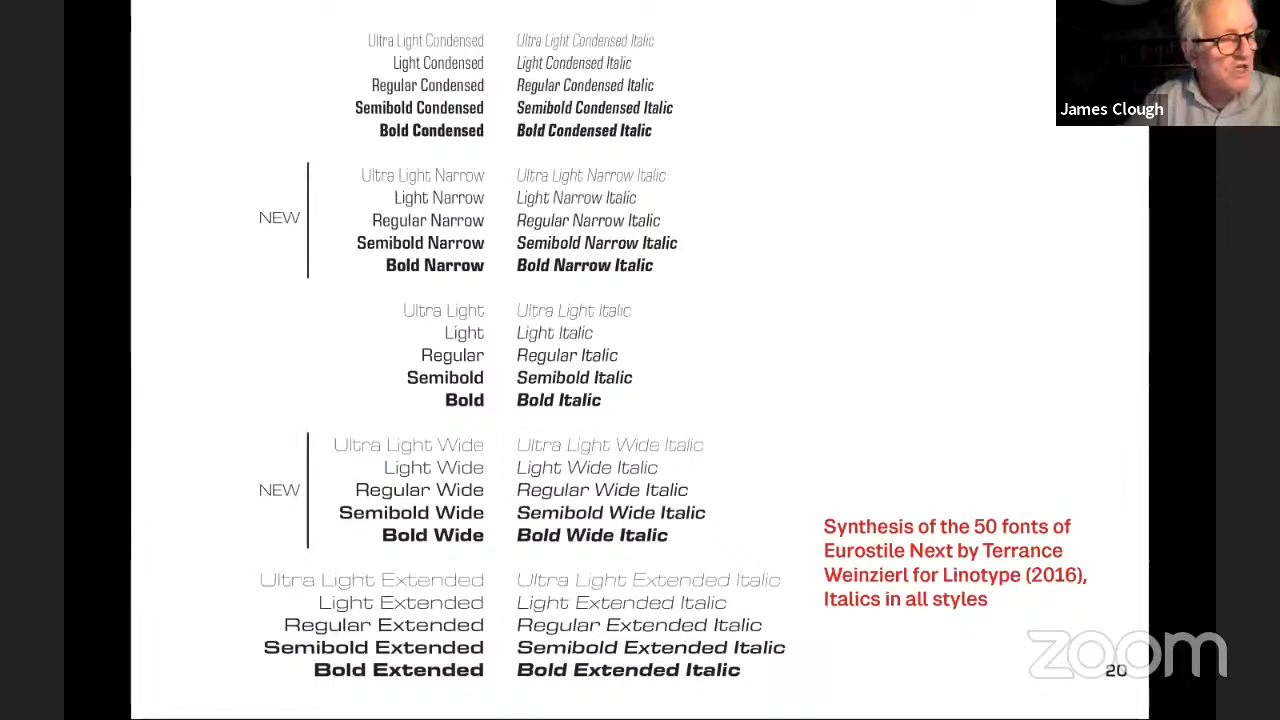 James Clough
Ultra Light Condensed Ultra Light Condensed Italic
Light Condensed Light Condensed Italic
Regular Condensed Regular Condensed Italic
Semibold Condensed Semibold Condensed Italic
Bold Condensed Bold Condensed Italic
NEW
Ultra Light Narrow Ultra Light Narrow Italic
Light Narrow Light Narrow Italic
Regular Narrow Regular Narrow Italic
Semibold Narrow Semibold Narrow Italic
Bold Narrow Bold Narrow Italic
Ultra Light Ultra Light Italic
Light Light Italic
Regular Regular Italic
Semibold Semibold Italic
Bold Bold Italic
NEW
Ultra Light Wide Ultra Light Wide Italic
Light Wide Light Wide Italic
Regular Wide Regular Wide Italic
Semibold Wide Semibold Wide Italic
Bold Wide Bold Wide Italic
Ultra Light Extended Ultra Light Extended Italic
Light Extended Light Extended Italic
Regular Extended Regular Extended Italic
Semibold Extended Semibold Extended Italic
Bold Extended Bold Extended Italic
Synthesis of the 50 fonts of
Eurostile Next by Terrance
Weinzierl for Linotype (2016),
Italics in all styles
zoom
20